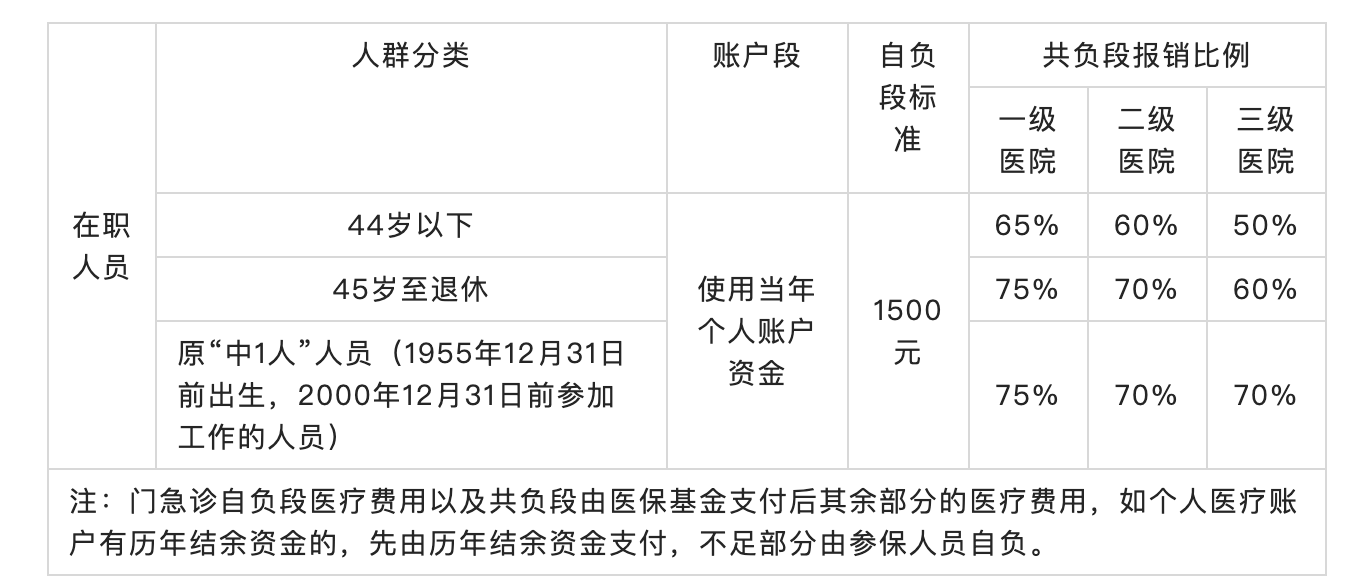 在职
人员
人群分类
账户段
自负
段标
准
共负段报销比例
一级
医院
二级
医院
三级
医院
44岁以下
使用当年
个人账户
资金
1500
元
65%
60%
50%
45岁至退休
75%
70%
60%
原“中1人”人员（1955年12月31日
前出生，2000年12月31日前参加
工作的人员）
75%
70%
70%
注：门急诊自负段医疗费用以及共负段由医保基金支付后其余部分的医疗费用，如个人医疗账
户有历年结余资金的，先由历年结余资金支付，不足部分由参保人员自负。